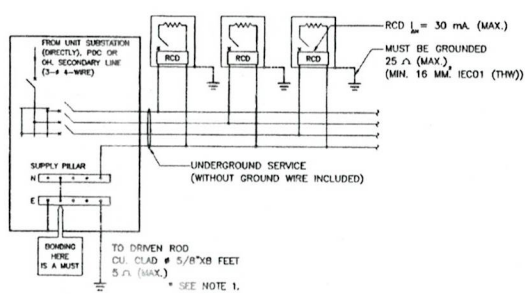 FROM UNIT SUBSTATION
(DIRECTLY), PDC OR
OH. SECONDARY LINE
(3-ø 4-WIRE)
RCD
RCD
RCD
RCD I∆N = 30 mA. (MAX.)
MUST BE GROUNDED
25 Ω (MAX.)
(MIN. 16 MM², IEC01 (THW))
SUPPLY PILLAR
N
E
UNDERGROUND SERVICE
(WITHOUT GROUND WIRE INCLUDED)
BONDING
HERE
IS A MUST
TO DRIVEN ROD
CU. CLAD ø 5/8"X8 FEET
5 Ω (MAX.)
* SEE NOTE 1.